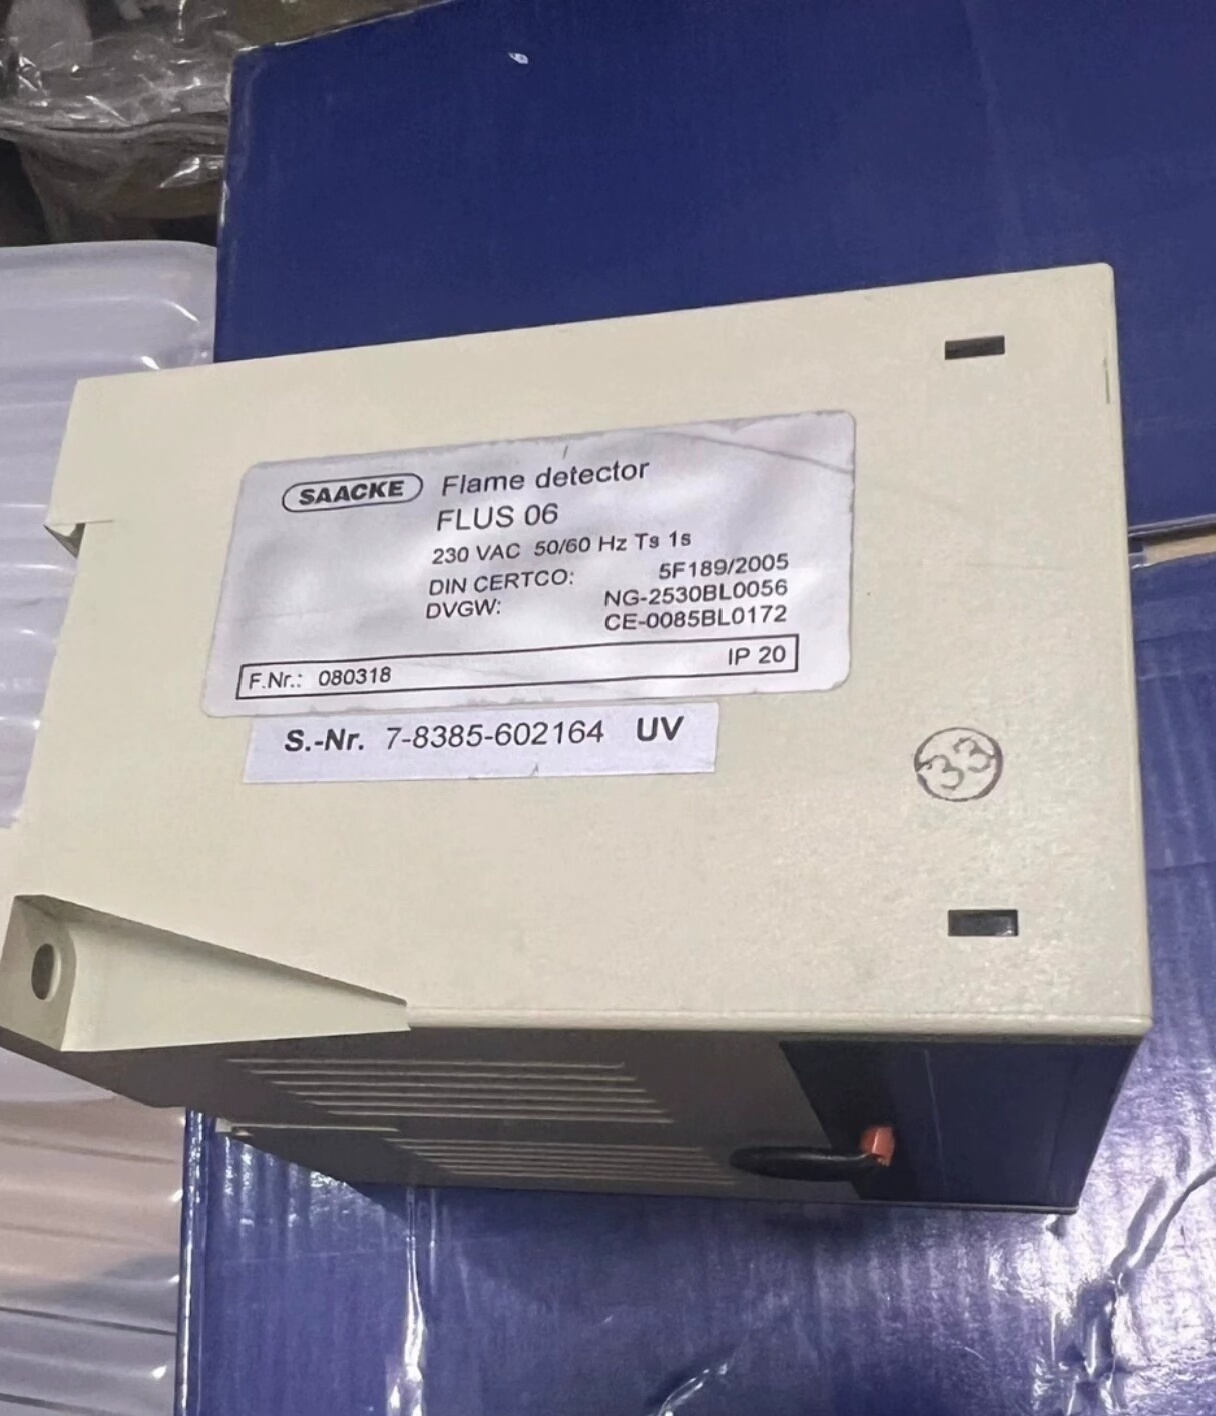 SAACKE Flame detector
FLUS 06
230 VAC 50/60 Hz Ts 1s
DIN CERTCO: 5F189/2005
DVGW: NG-2530BL0056
CE-0085BL0172
F.Nr.: 080318 IP 20
S.-Nr. 7-8385-602164 UV
33